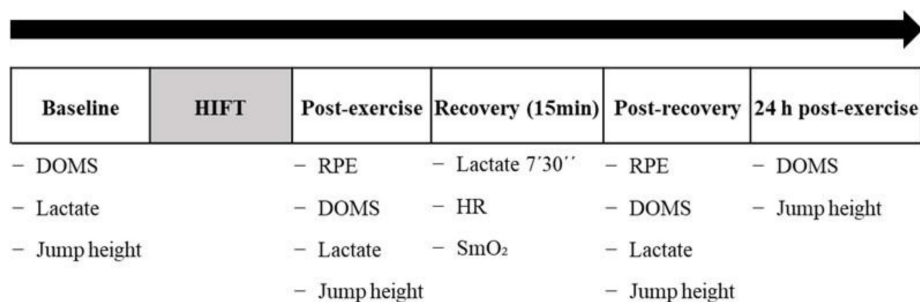 Baseline HIFT Post-exercise Recovery (15min) Post-recovery 24 h post-exercise
− DOMS − RPE − Lactate 7´30´´ − RPE − DOMS
− Lactate − DOMS − HR − DOMS − Jump height
− Jump height − Lactate − SmO₂ − Lactate
− Jump height − Jump height